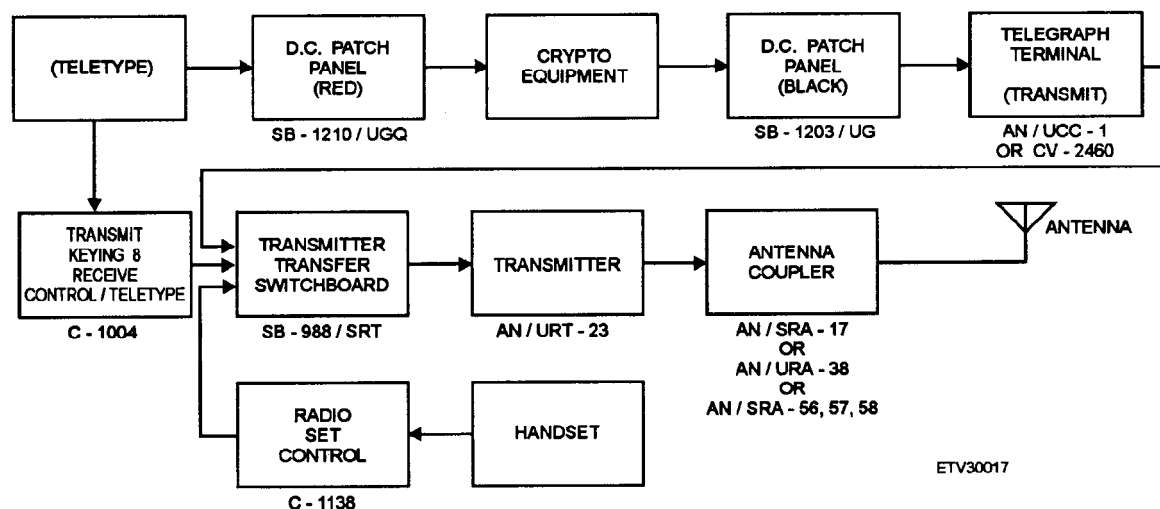 (TELETYPE)
D.C. PATCH
PANEL
(RED)
SB - 1210 / UGQ
CRYPTO
EQUIPMENT
D.C. PATCH
PANEL
(BLACK)
SB - 1203 / UG
TELEGRAPH
TERMINAL
(TRANSMIT)
AN / UCC - 1
OR CV - 2460
TRANSMIT
KEYING 8
RECEIVE
CONTROL / TELETYPE
C - 1004
TRANSMITTER
TRANSFER
SWITCHBOARD
SB - 988 / SRT
TRANSMITTER
AN / URT - 23
ANTENNA
COUPLER
AN / SRA - 17
OR
AN / URA - 38
OR
AN / SRA - 56, 57, 58
ANTENNA
RADIO
SET
CONTROL
C - 1138
HANDSET
ETV30017